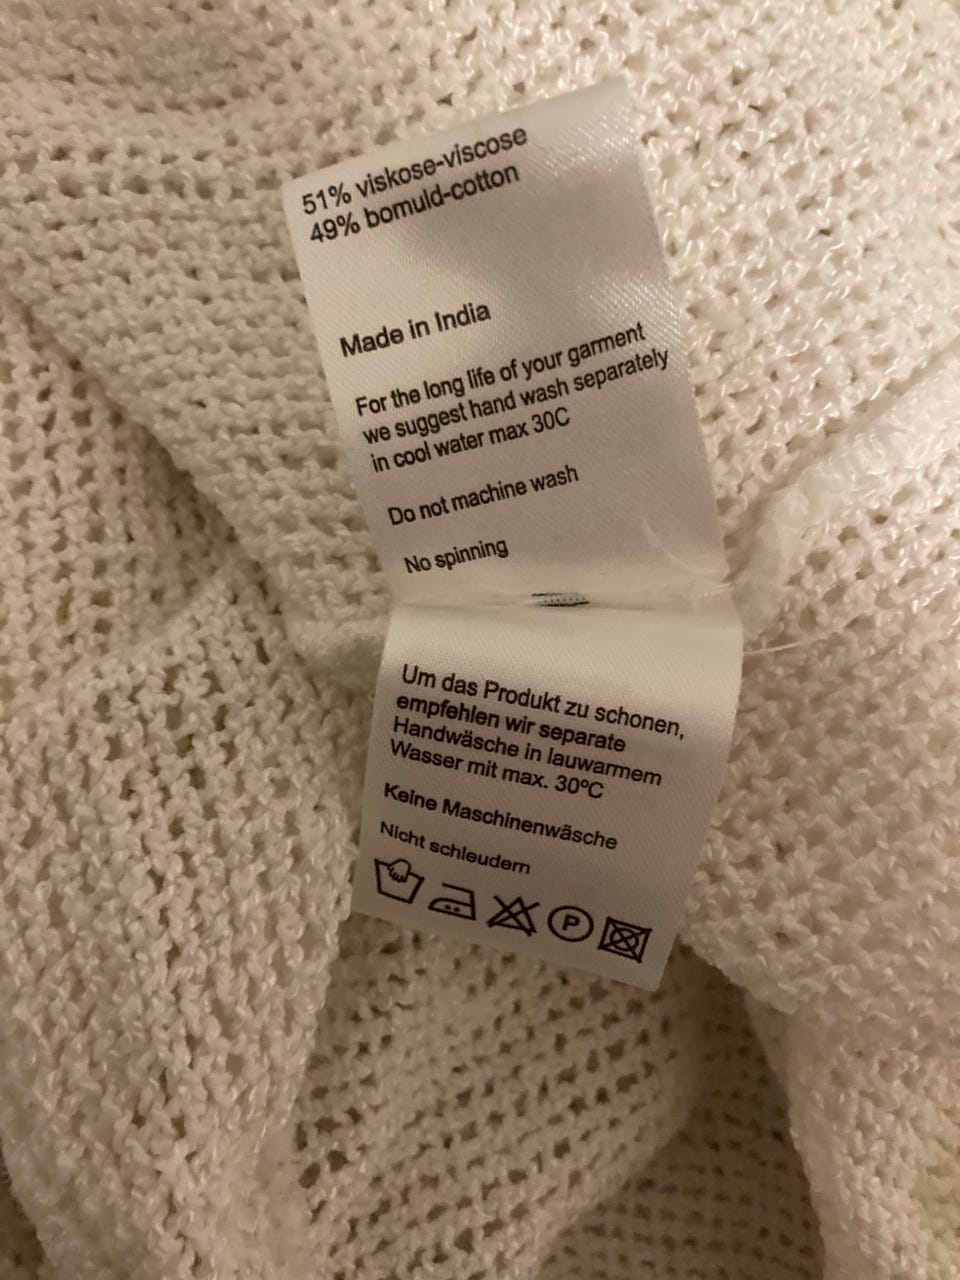 51% viskose-viscose
49% bomuld-cotton
Made in India
For the long life of your garment
we suggest hand wash separately
in cool water max 30C
Do not machine wash
No spinning
Um das Produkt zu schonen,
empfehlen wir separate
Handwäsche in lauwarmem
Wasser mit max. 30ºC
Keine Maschinenwäsche
Nicht schleudern
P